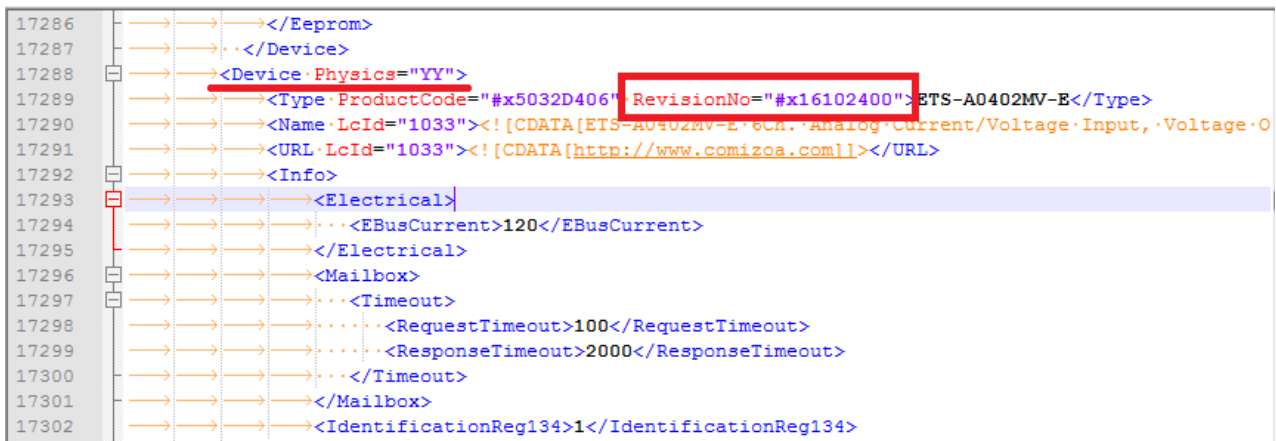 17286 </Eeprom>
17287 </Device>
17288 <Device Physics="YY">
17289 <Type ProductCode="#x5032D406" RevisionNo="#x16102400">ETS-A0402MV-E</Type>
17290 <Name LcId="1033"><![CDATA[ETS-A0402MV-E 6Ch. Analog Current/Voltage Input, Voltage O
17291 <URL LcId="1033"><![CDATA[http://www.comizoa.com]]></URL>
17292 <Info>
17293 <Electrical>
17294 <EBusCurrent>120</EBusCurrent>
17295 </Electrical>
17296 <Mailbox>
17297 <Timeout>
17298 <RequestTimeout>100</RequestTimeout>
17299 <ResponseTimeout>2000</ResponseTimeout>
17300 </Timeout>
17301 </Mailbox>
17302 <IdentificationReg134>1</IdentificationReg134>